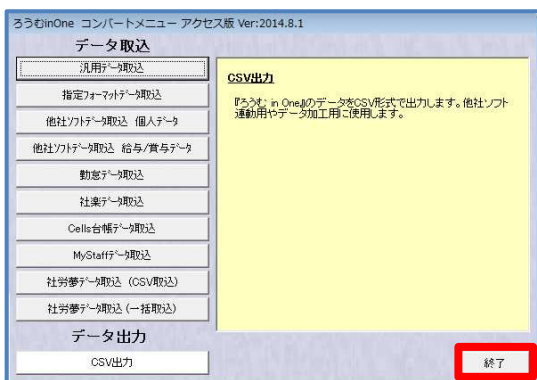 ろうむinOne コンバートメニュー アクセス版 Ver:2014.8.1
データ取込
汎用ﾃﾞｰﾀ取込
指定ﾌｫｰﾏｯﾄﾃﾞｰﾀ取込
他社ｿﾌﾄﾃﾞｰﾀ取込 個人ﾃﾞｰﾀ
他社ｿﾌﾄﾃﾞｰﾀ取込 給与/賞与ﾃﾞｰﾀ
勤怠ﾃﾞｰﾀ取込
社楽ﾃﾞｰﾀ取込
Cells台帳ﾃﾞｰﾀ取込
MyStaffﾃﾞｰﾀ取込
社労夢データ取込 (CSV取込)
社労夢データ取込 (一括取込)
データ出力
CSV出力
CSV出力
『ろうむ in One』のデータをCSV形式で出力します。他社ソフト
連動用やデータ加工用に使用します。
終了